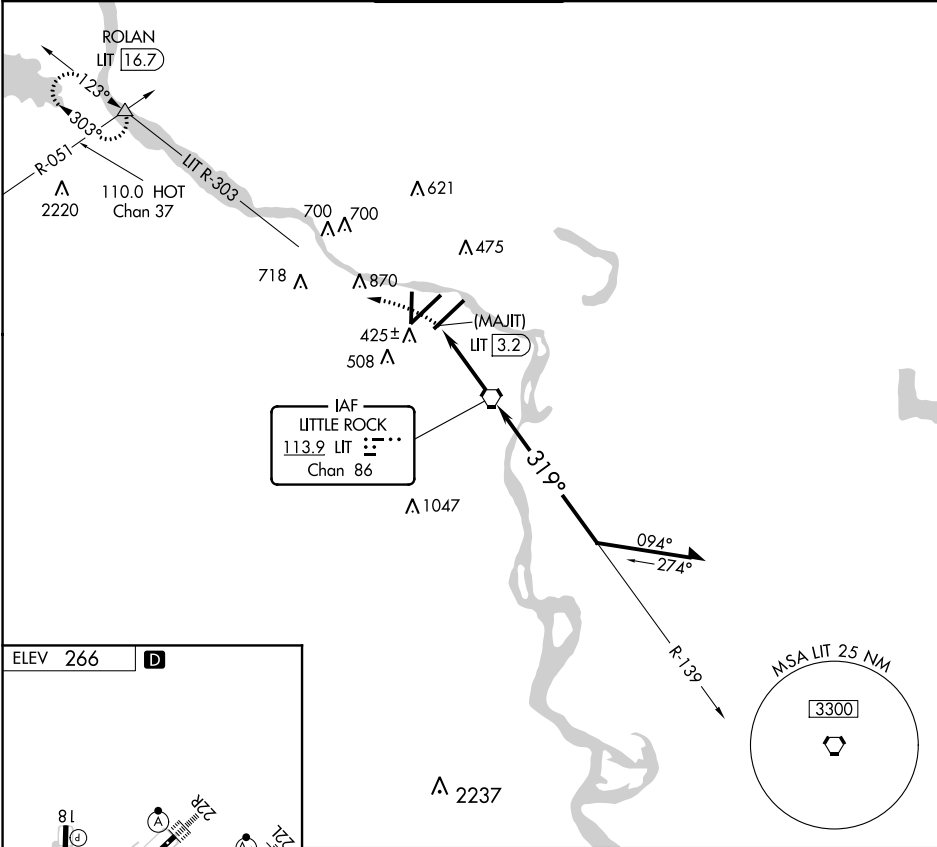 ROLAN
LIT 16.7
123°
303°
R-051
LIT R-303
110.0 HOT
Chan 37
2220
621
700
700
475
718
870
(MAJIT)
LIT 3.2
425±
508
IAF
LITTLE ROCK
113.9 LIT
Chan 86
319°
1047
094°
274°
R-139
ELEV 266
D
MSA LIT 25 NM
3300
2237
18
P
A
22R
22L